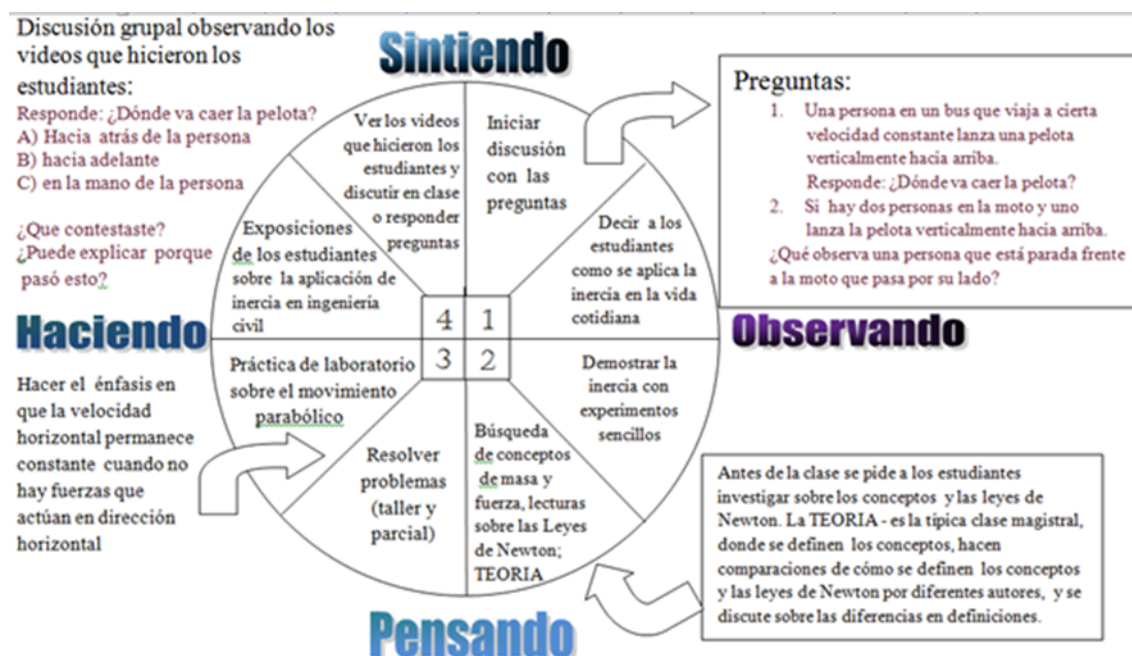 Discusión grupal observando los
videos que hicieron los
estudiantes:
Responde: ¿Dónde va caer la pelota?
A) Hacia atrás de la persona
B) hacia adelante
C) en la mano de la persona
¿Que contestaste?
¿Puede explicar porque
pasó esto?
Sintiendo
Preguntas:
1. Una persona en un bus que viaja a cierta
velocidad constante lanza una pelota
verticalmente hacia arriba.
Responde: ¿Dónde va caer la pelota?
2. Si hay dos personas en la moto y uno
lanza la pelota verticalmente hacia arriba.
¿Qué observa una persona que está parada frente
a la moto que pasa por su lado?
Ver los videos
que hicieron los
estudiantes y
discutir en clase
o responder
preguntas
Iniciar
discusión
con las
preguntas
Exposiciones
de los estudiantes
sobre la aplicación de
inercia en ingeniería
civil
Decir a los
estudiantes
como se aplica la
inercia en la vida
cotidiana
4 1
3 2
Haciendo
Observando
Práctica de laboratorio
sobre el movimiento
parabólico
Demostrar la
inercia con
experimentos
sencillos
Hacer el énfasis en
que la velocidad
horizontal permanece
constante cuando no
hay fuerzas que
actúan en dirección
horizontal
Resolver
problemas
(taller y
parcial)
Búsqueda
de conceptos
de masa y
fuerza, lecturas
sobre las Leyes
de Newton;
TEORIA
Antes de la clase se pide a los estudiantes
investigar sobre los conceptos y las leyes de
Newton. La TEORIA - es la típica clase magistral,
donde se definen los conceptos, hacen
comparaciones de cómo se definen los conceptos
y las leyes de Newton por diferentes autores, y se
discute sobre las diferencias en definiciones.
Pensando